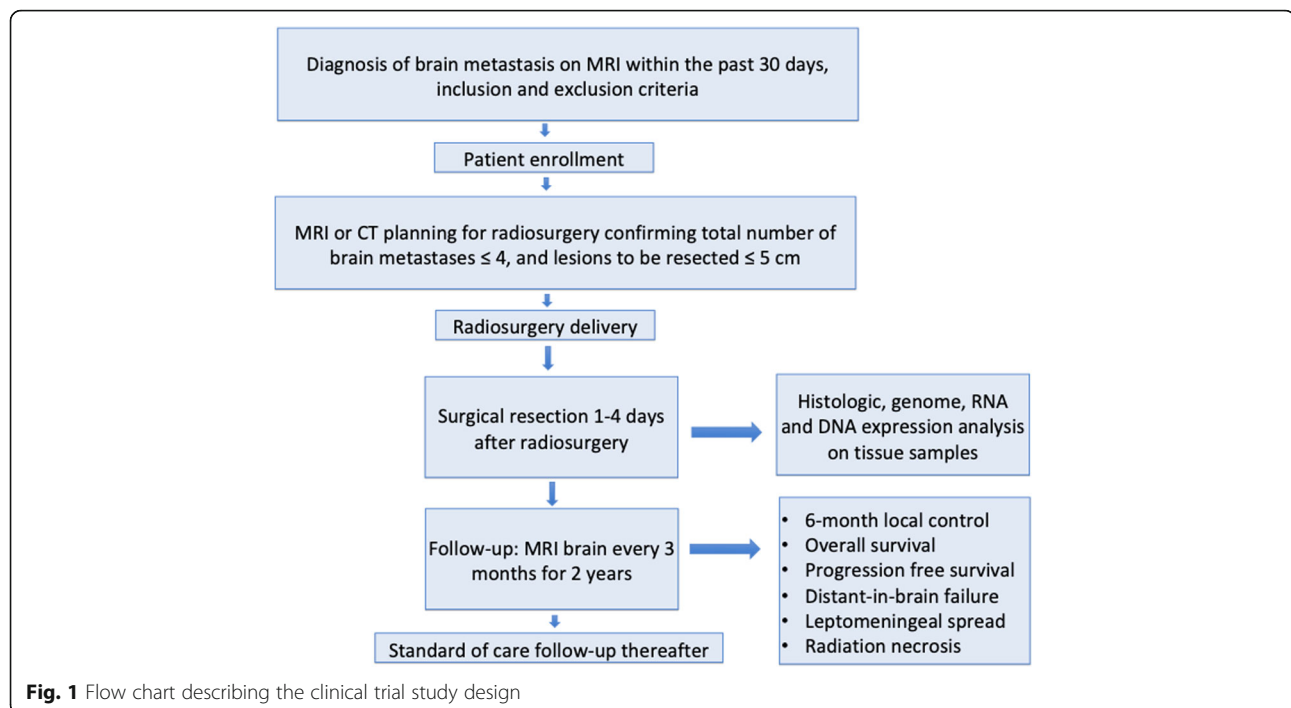 Diagnosis of brain metastasis on MRI within the past 30 days,
inclusion and exclusion criteria
Patient enrollment
MRI or CT planning for radiosurgery confirming total number of
brain metastases ≤ 4, and lesions to be resected ≤ 5 cm
Radiosurgery delivery
Surgical resection 1-4 days
after radiosurgery
Histologic, genome, RNA
and DNA expression analysis
on tissue samples
Follow-up: MRI brain every 3
months for 2 years
• 6-month local control
• Overall survival
• Progression free survival
• Distant-in-brain failure
• Leptomeningeal spread
• Radiation necrosis
Standard of care follow-up thereafter
Fig. 1 Flow chart describing the clinical trial study design